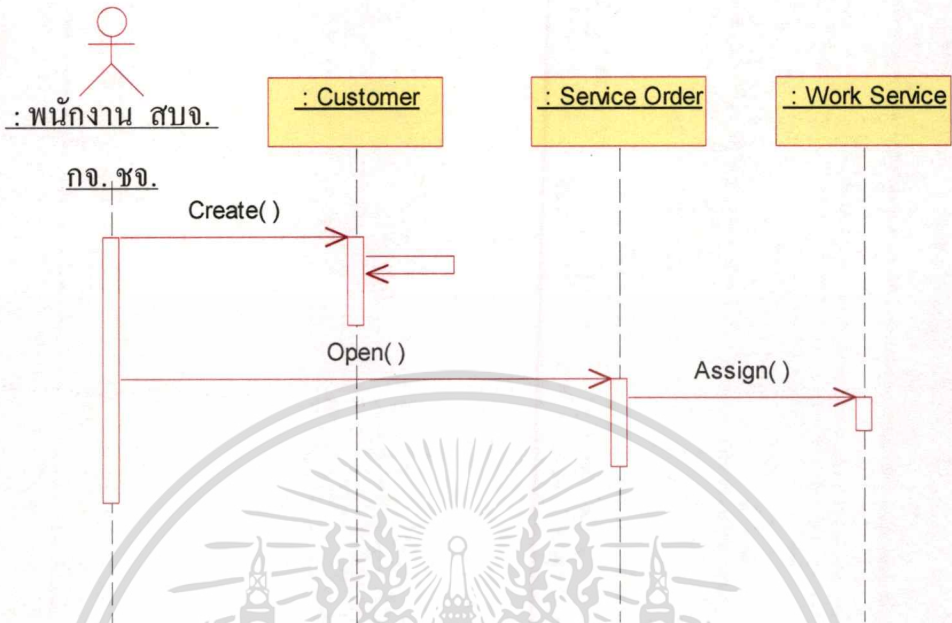 : พนักงาน สบจ.
กจ. ชจ.
: Customer
: Service Order
: Work Service
Create( )
Open( )
Assign( )